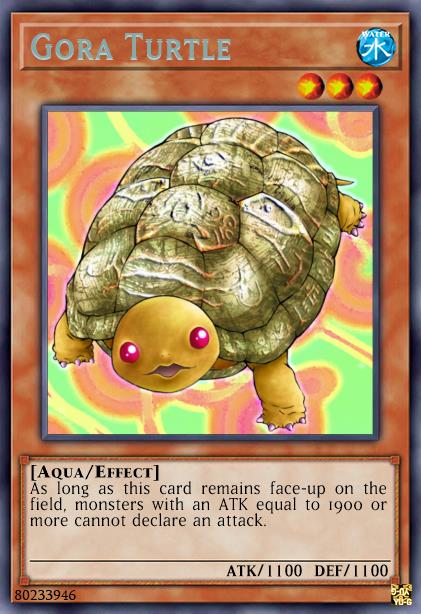 GORA TURTLE
WATER
水
[AQUA/EFFECT]
As long as this card remains face-up on the
field, monsters with an ATK equal to 1900 or
more cannot declare an attack.
ATK/1100 DEF/1100
80233946